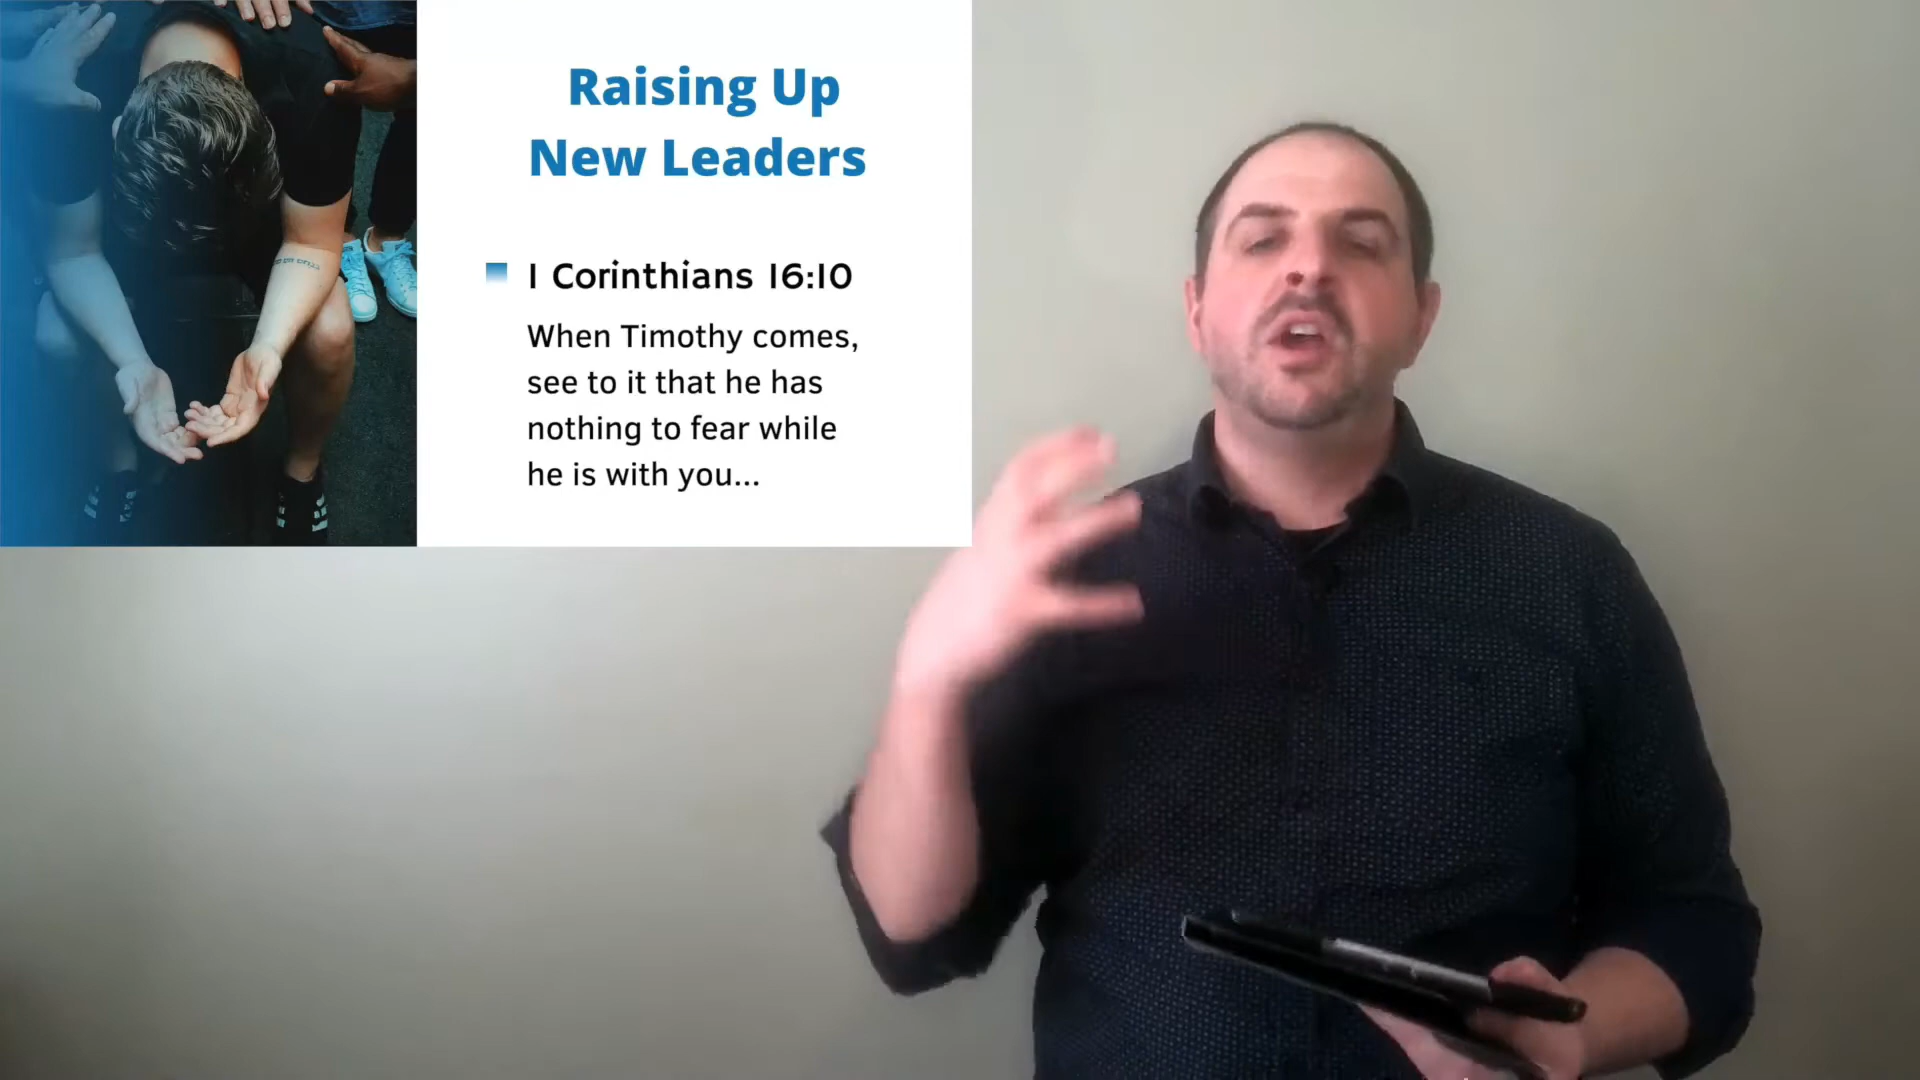 Raising Up
New Leaders
1 Corinthians 16:10
When Timothy comes,
see to it that he has
nothing to fear while
he is with you...